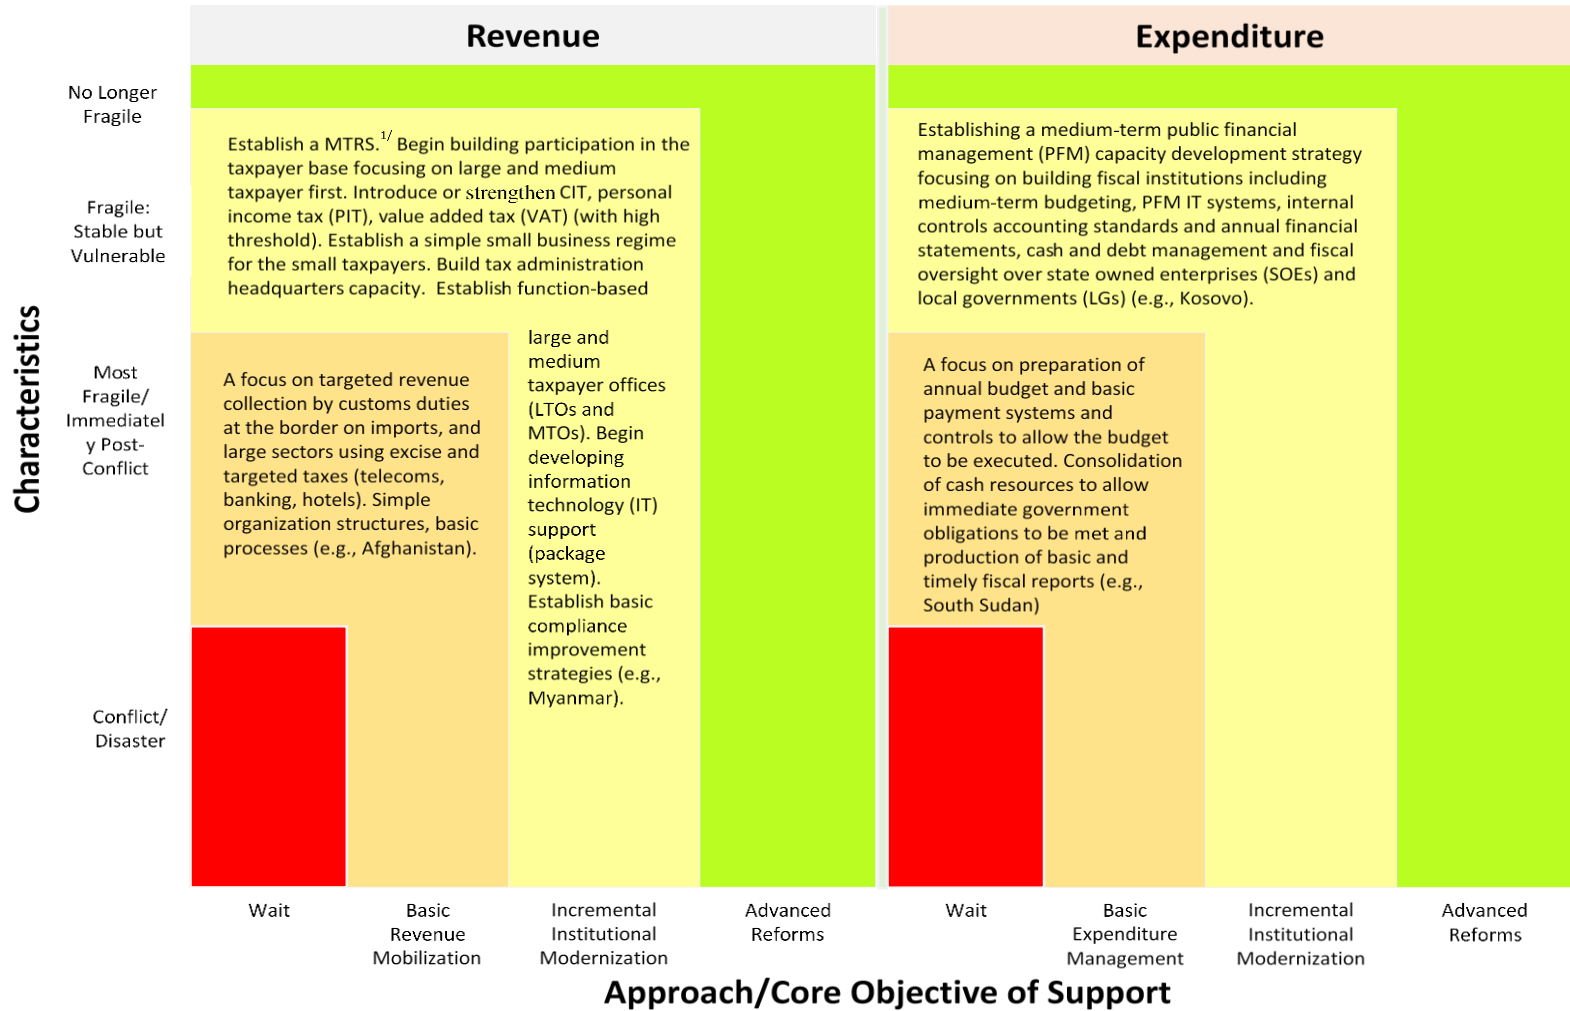 Revenue
Expenditure
Characteristics
No Longer
Fragile
Fragile:
Stable but
Vulnerable
Most
Fragile/
Immediatel
y Post-
Conflict
Conflict/
Disaster
Establish a MTRS.1/ Begin building participation in the
taxpayer base focusing on large and medium
taxpayer first. Introduce or strengthen CIT, personal
income tax (PIT), value added tax (VAT) (with high
threshold). Establish a simple small business regime
for the small taxpayers. Build tax administration
headquarters capacity. Establish function-based
large and
medium
taxpayer offices
(LTOs and
MTOs). Begin
developing
information
technology (IT)
support
(package
system).
Establish basic
compliance
improvement
strategies (e.g.,
Myanmar).
A focus on targeted revenue
collection by customs duties
at the border on imports, and
large sectors using excise and
targeted taxes (telecoms,
banking, hotels). Simple
organization structures, basic
processes (e.g., Afghanistan).
Establishing a medium-term public financial
management (PFM) capacity development strategy
focusing on building fiscal institutions including
medium-term budgeting, PFM IT systems, internal
controls accounting standards and annual financial
statements, cash and debt management and fiscal
oversight over state owned enterprises (SOEs) and
local governments (LGs) (e.g., Kosovo).
A focus on preparation of
annual budget and basic
payment systems and
controls to allow the budget
to be executed. Consolidation
of cash resources to allow
immediate government
obligations to be met and
production of basic and
timely fiscal reports (e.g.,
South Sudan)
Wait
Basic
Revenue
Mobilization
Incremental
Institutional
Modernization
Advanced
Reforms
Wait
Basic
Expenditure
Management
Incremental
Institutional
Modernization
Advanced
Reforms
Approach/Core Objective of Support